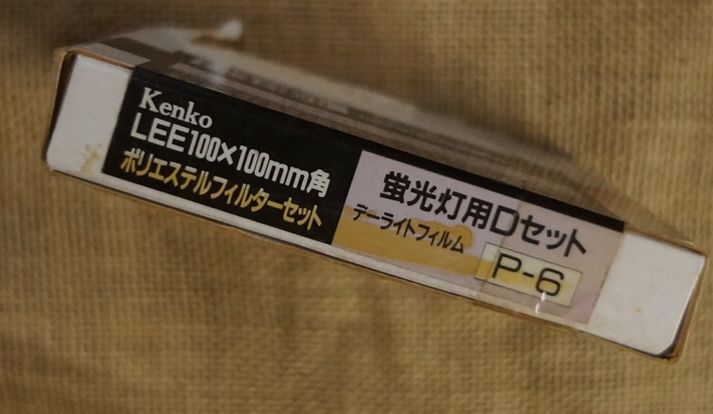 Kenko
LEE100×100mm角
ポリエステルフィルターセット
蛍光灯用Dセット
デーライトフィルム
P-6